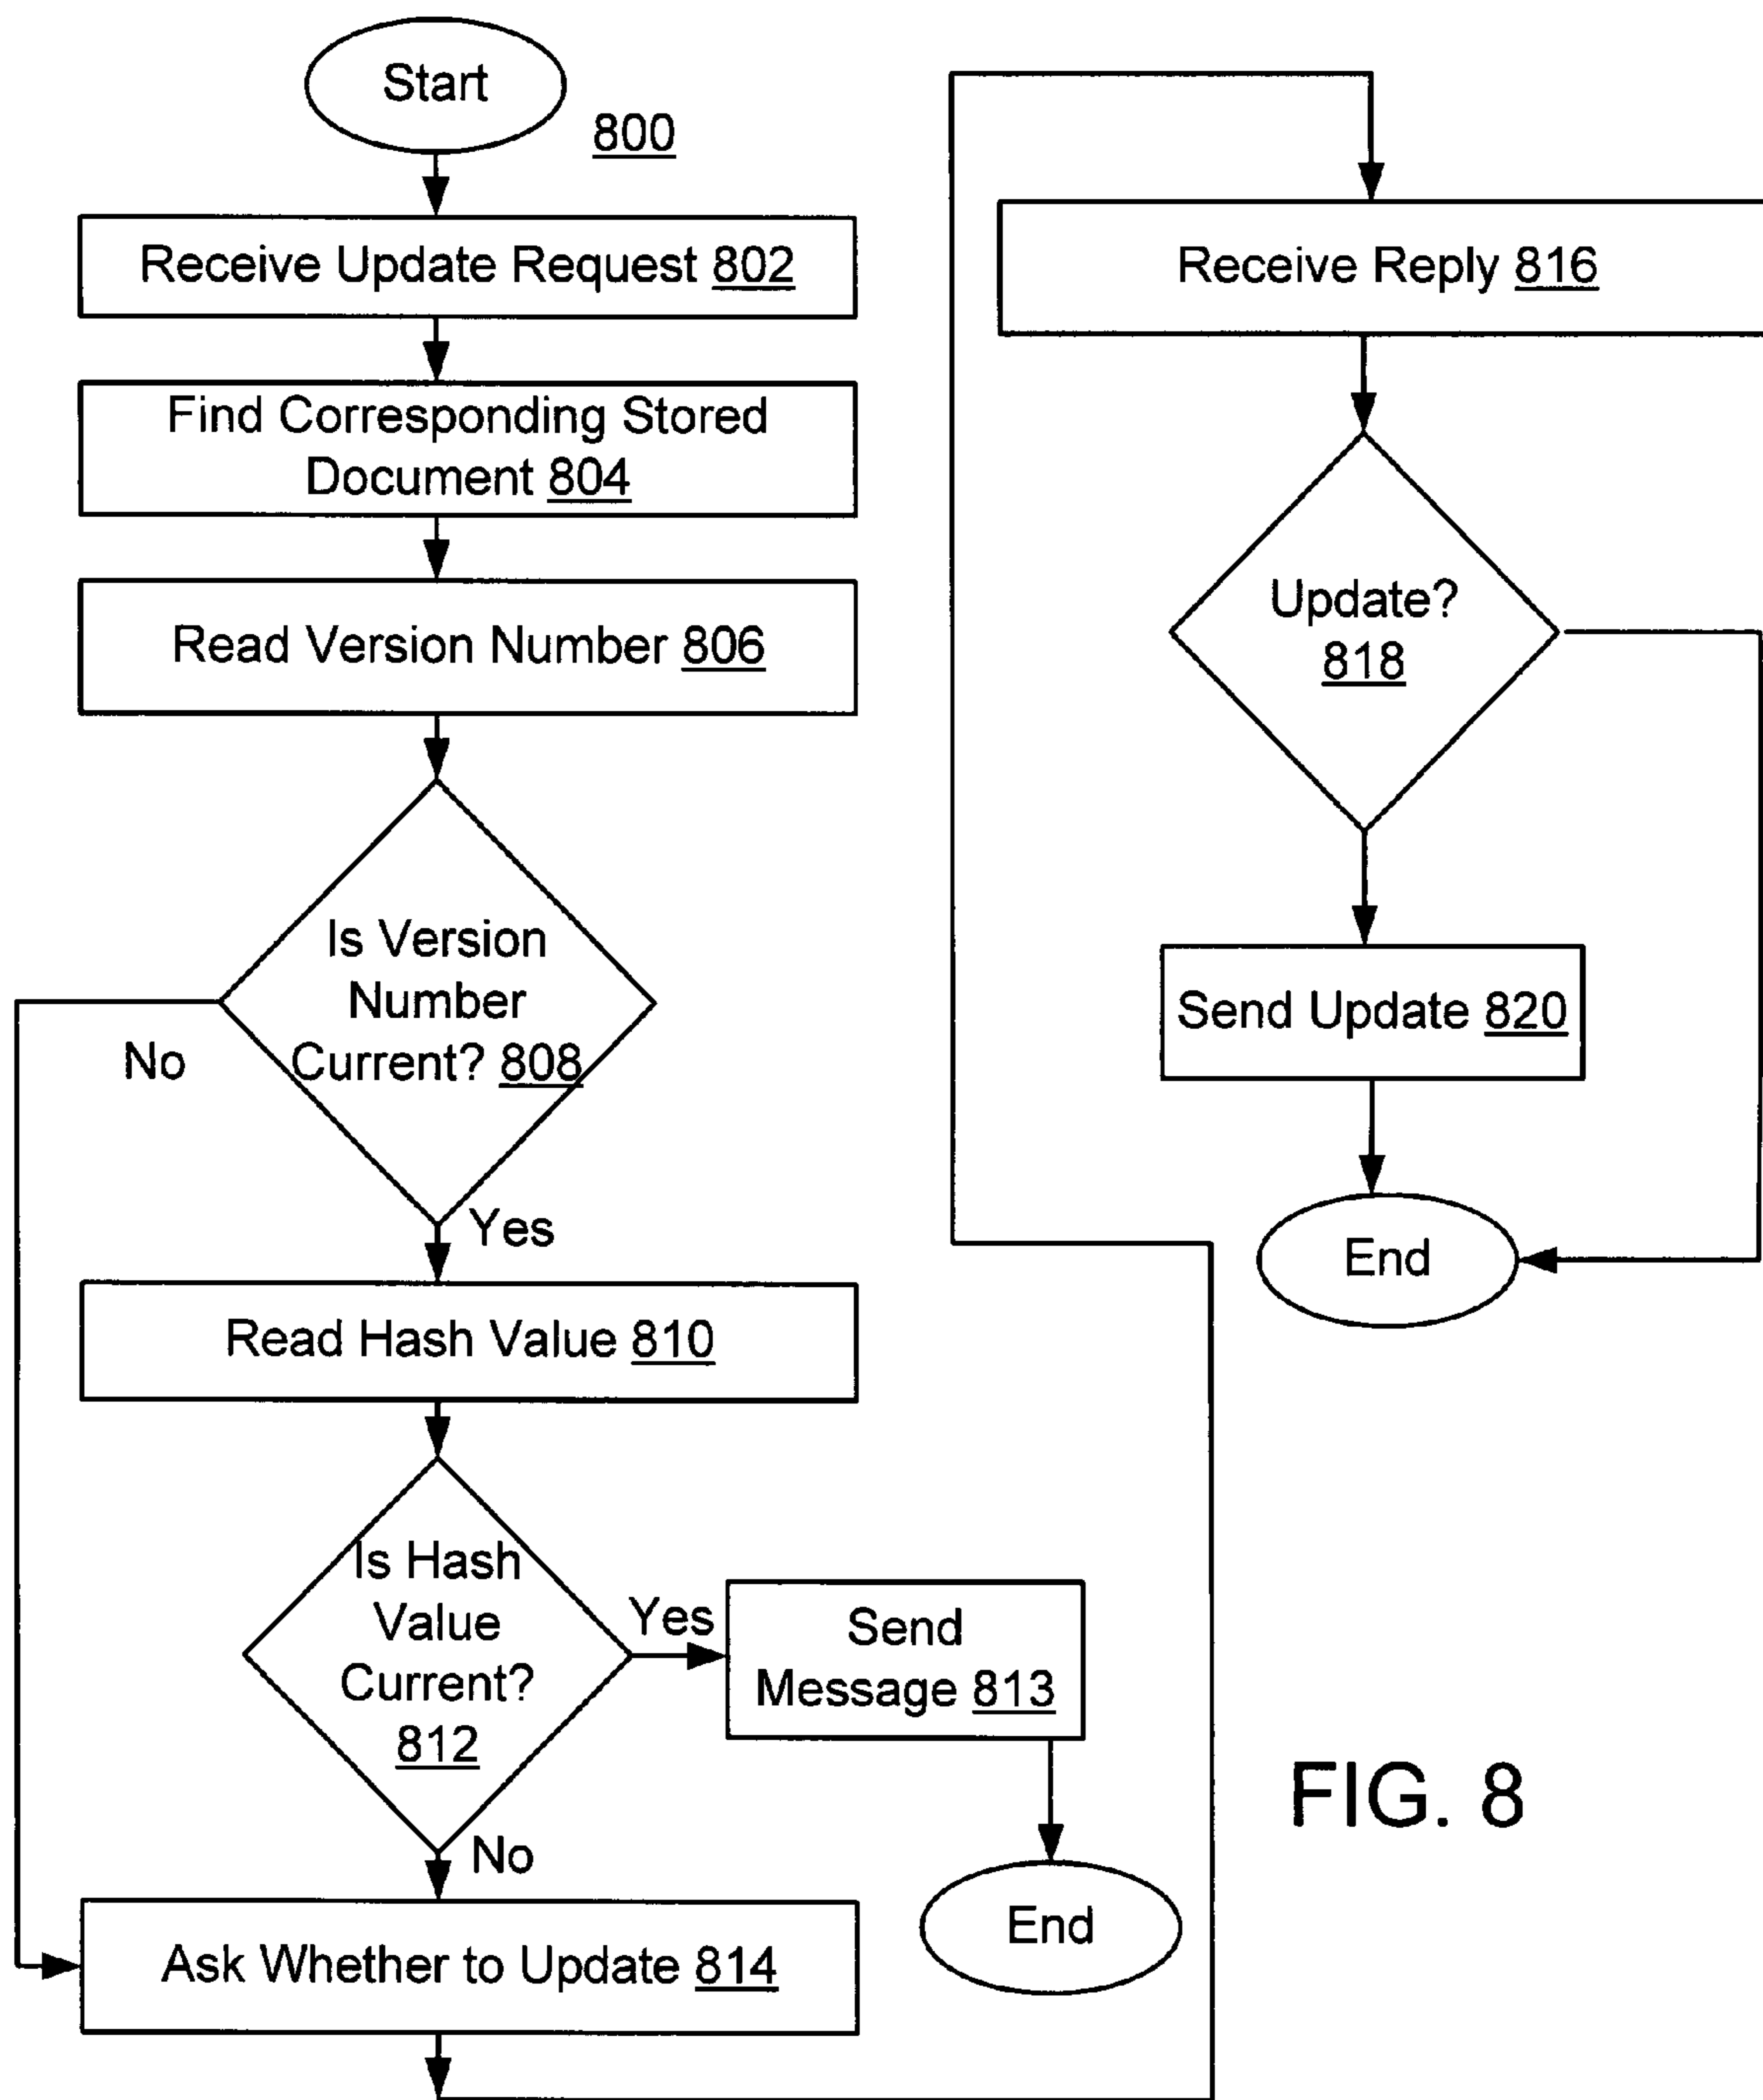 Start
800
Receive Update Request 802
Find Corresponding Stored
Document 804
Read Version Number 806
Is Version
Number
Current? 808
No
Yes
Read Hash Value 810
Is Hash
Value
Current?
812
Yes
Send
Message 813
End
No
Ask Whether to Update 814
Receive Reply 816
Update?
818
Send Update 820
End
FIG. 8